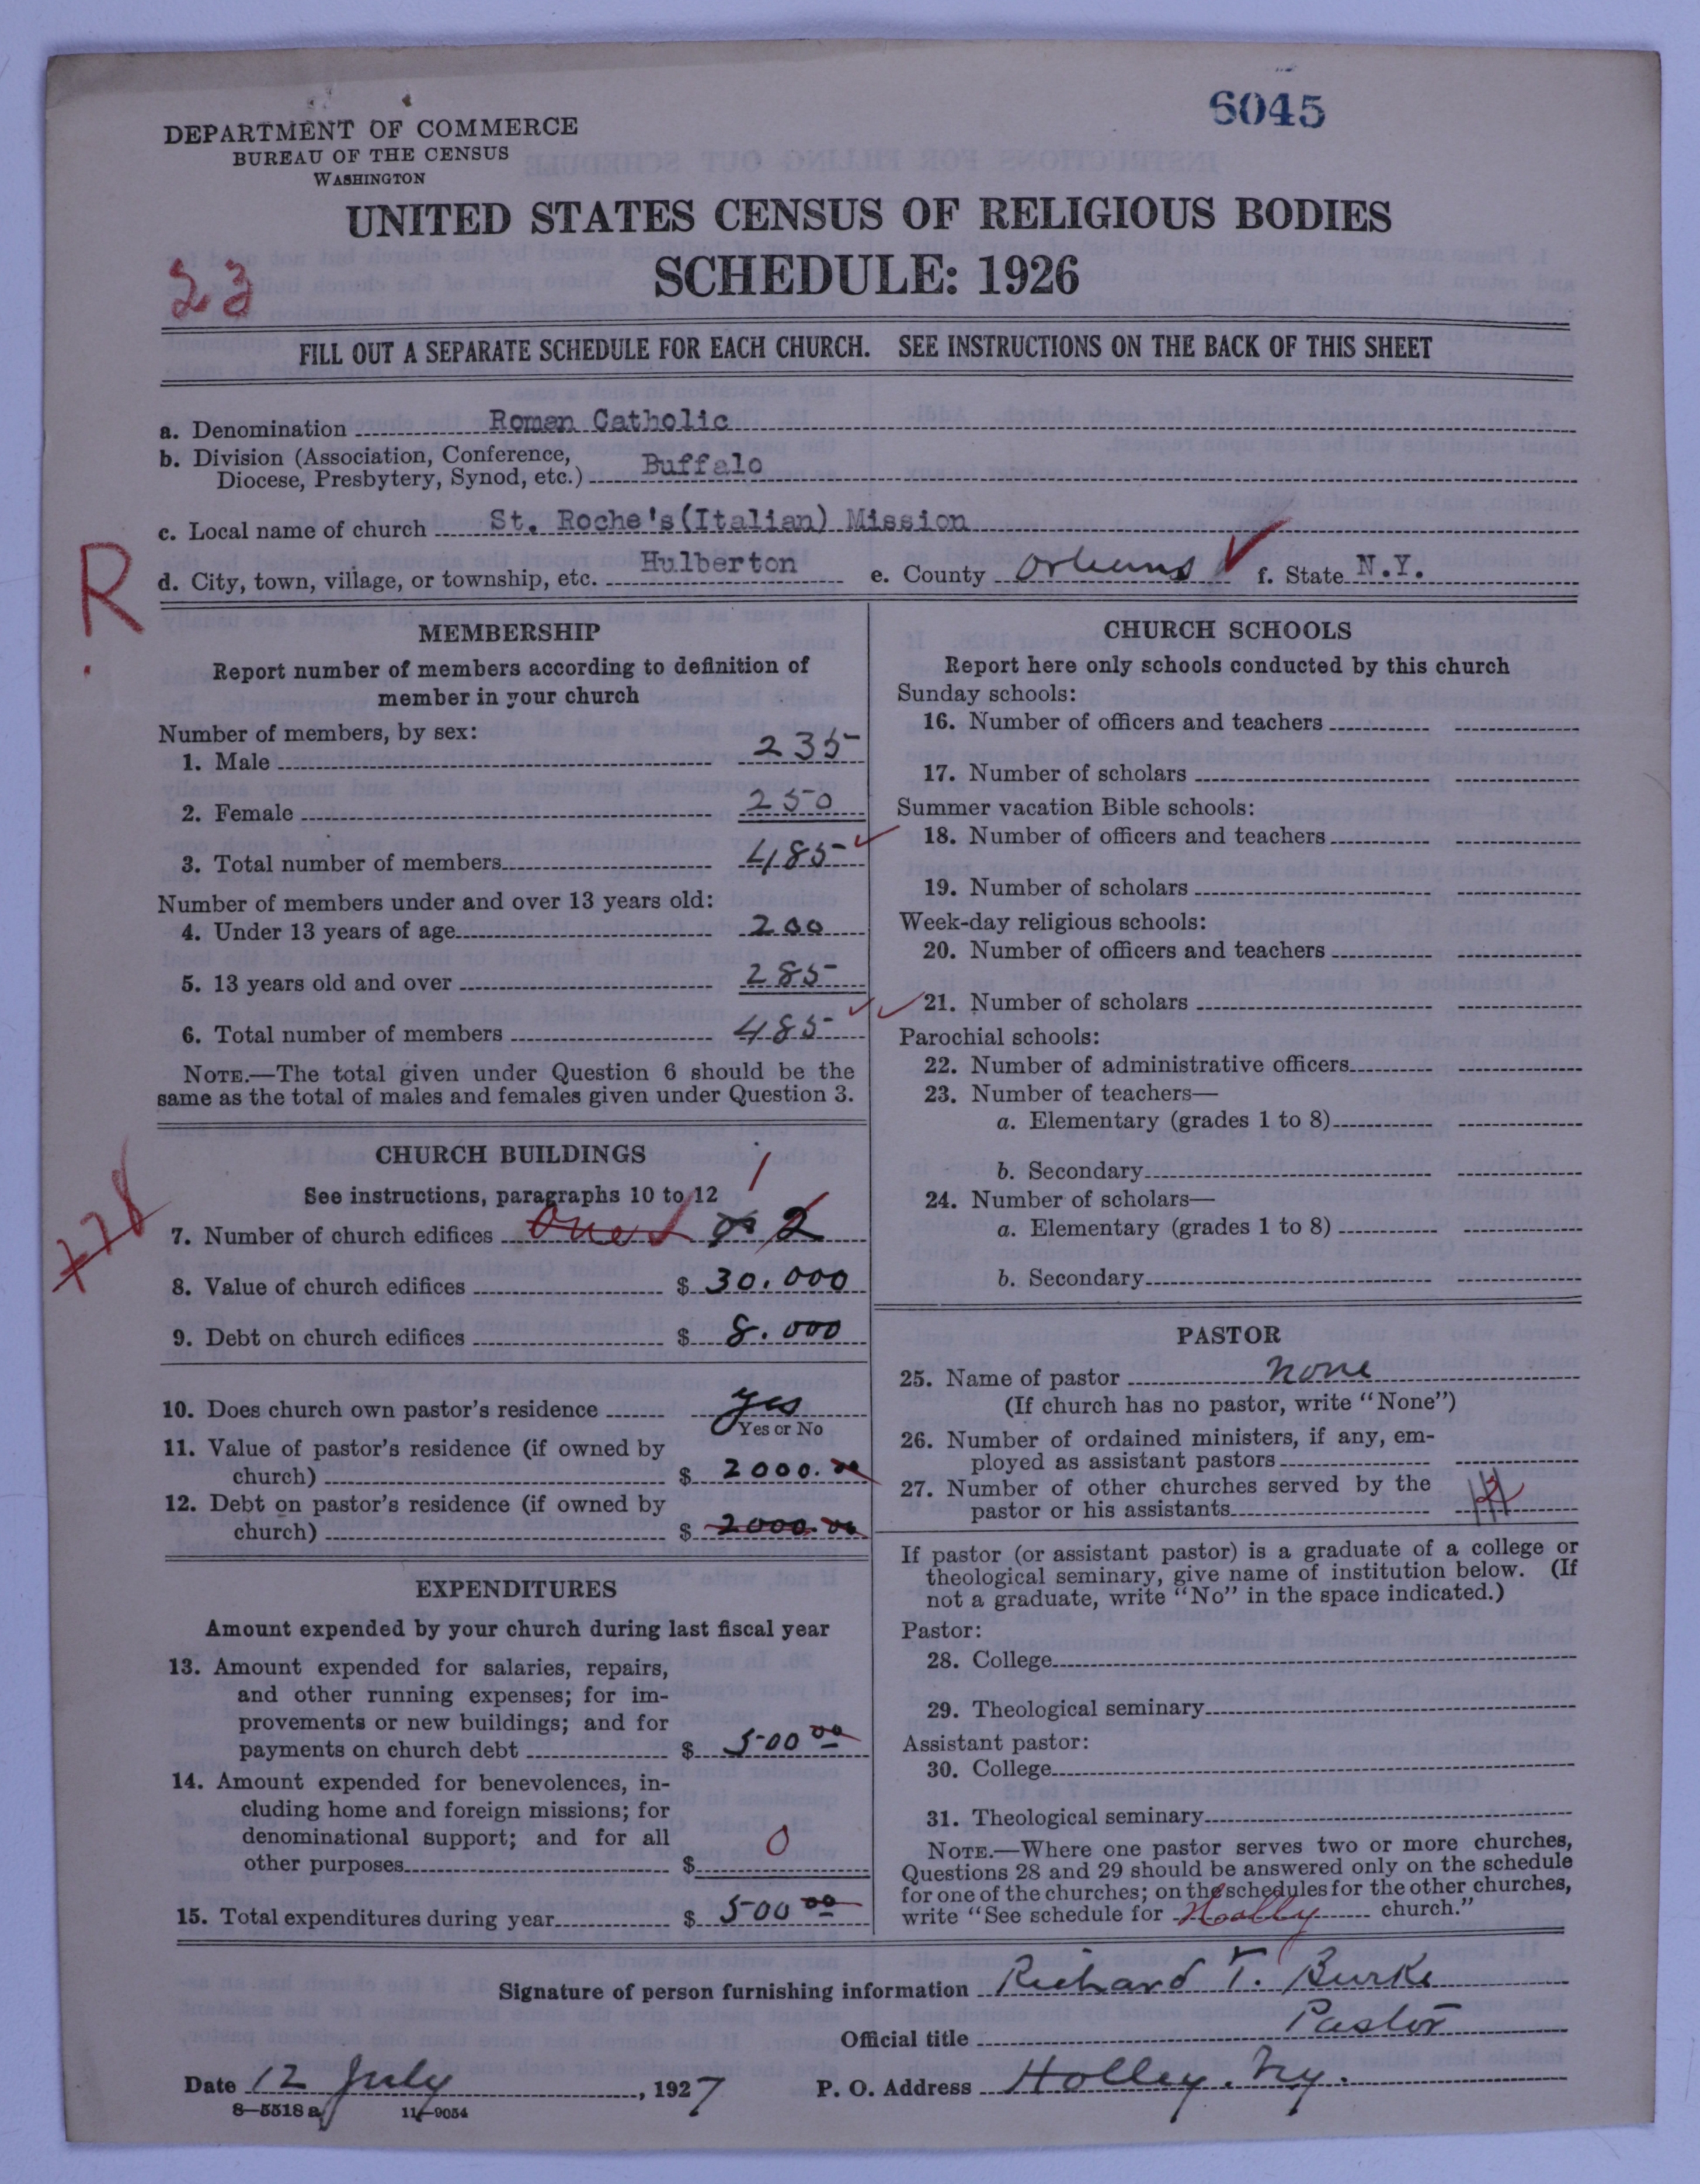 6045
DEPARTMENT OF COMMERCE
BUREAU OF THE CENSUS
WASHINGTON
UNITED STATES CENSUS OF RELIGIOUS BODIES
SCHEDULE: 1926
23
FILL OUT A SEPARATE SCHEDULE FOR EACH CHURCH. SEE INSTRUCTIONS ON THE BACK OF THIS SHEET
a. Denomination Roman Catholic
b. Division (Association, Conference,
Diocese, Presbytery, Synod, etc.) Buffalo
c. Local name of church St. Roche's(Italian) Mission
R.
d. City, town, village, or township, etc. Hulberton e. County Orleans f. State N.Y.
MEMBERSHIP
Report number of members according to definition of
member in your church
Number of members, by sex:
1. Male 235
2. Female 250
3. Total number of members 485
Number of members under and over 13 years old:
4. Under 13 years of age 200
5. 13 years old and over 285
6. Total number of members 485
NOTE.—The total given under Question 6 should be the
same as the total of males and females given under Question 3.
CHURCH BUILDINGS
See instructions, paragraphs 10 to 12
1
7. Number of church edifices 2
8. Value of church edifices $ 30.000
9. Debt on church edifices $ 8.000
10. Does church own pastor's residence yes
Yes or No
11. Value of pastor's residence (if owned by
church) $ 2000.00
12. Debt on pastor's residence (if owned by
church) $ 2000.00
EXPENDITURES
Amount expended by your church during last fiscal year
13. Amount expended for salaries, repairs,
and other running expenses; for im-
provements or new buildings; and for
payments on church debt $ 500 00
14. Amount expended for benevolences, in-
cluding home and foreign missions; for
denominational support; and for all
other purposes $ 0
15. Total expenditures during year $ 500 00
CHURCH SCHOOLS
Report here only schools conducted by this church
Sunday schools:
16. Number of officers and teachers
17. Number of scholars
Summer vacation Bible schools:
18. Number of officers and teachers
19. Number of scholars
Week-day religious schools:
20. Number of officers and teachers
21. Number of scholars
Parochial schools:
22. Number of administrative officers
23. Number of teachers—
a. Elementary (grades 1 to 8)
b. Secondary
24. Number of scholars—
a. Elementary (grades 1 to 8)
b. Secondary
PASTOR
25. Name of pastor none
(If church has no pastor, write "None")
26. Number of ordained ministers, if any, em-
ployed as assistant pastors
27. Number of other churches served by the
pastor or his assistants
If pastor (or assistant pastor) is a graduate of a college or
theological seminary, give name of institution below. (If
not a graduate, write "No" in the space indicated.)
Pastor:
28. College
29. Theological seminary
Assistant pastor:
30. College
31. Theological seminary
NOTE.—Where one pastor serves two or more churches,
Questions 28 and 29 should be answered only on the schedule
for one of the churches; on the schedules for the other churches,
write "See schedule for Hoolly church."
Signature of person furnishing information Richard T. Burke
Official title Pastor
Date 12 July, 1927 P. O. Address Holley. Ny.
8—5518 a 11—9054